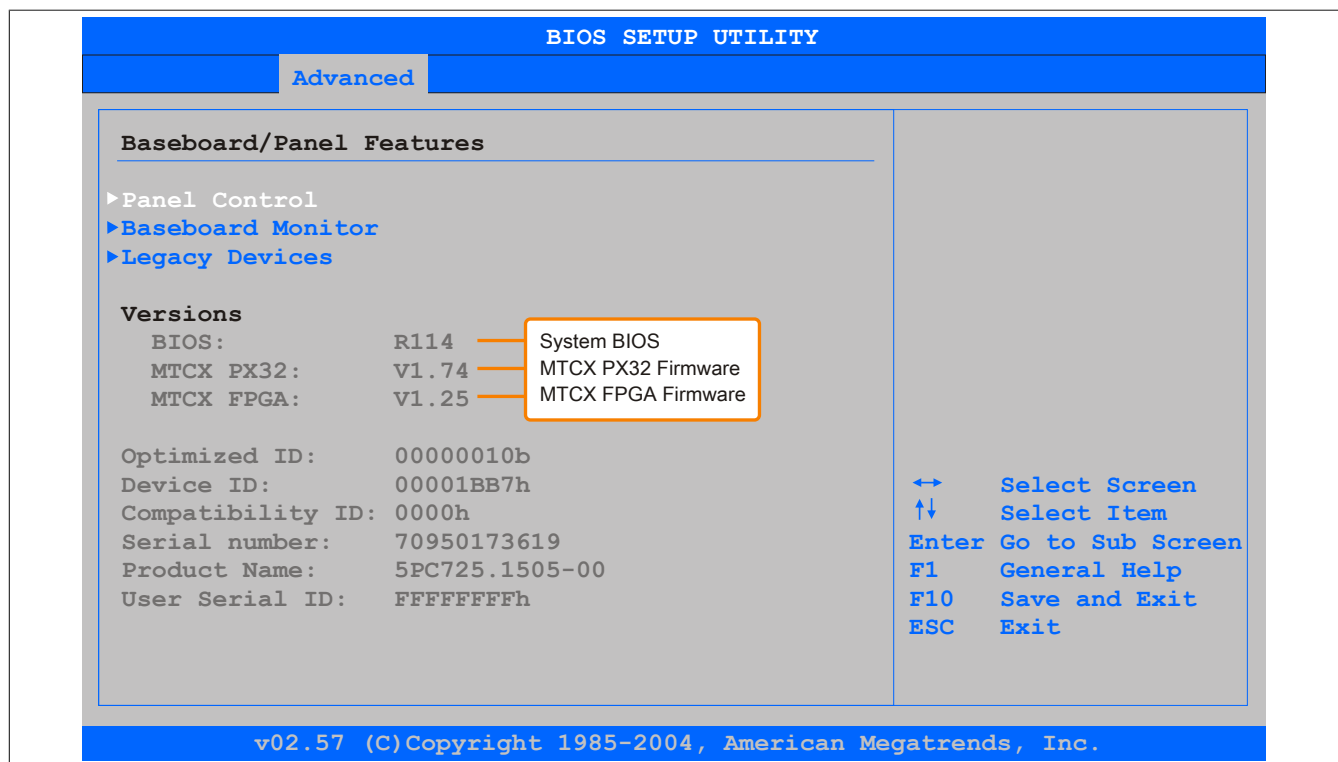 BIOS SETUP UTILITY
Advanced
Baseboard/Panel Features
▶Panel Control
▶Baseboard Monitor
▶Legacy Devices
Versions
BIOS: R114 System BIOS
MTCX PX32: V1.74 MTCX PX32 Firmware
MTCX FPGA: V1.25 MTCX FPGA Firmware
Optimized ID: 00000010b
Device ID: 00001BB7h
Compatibility ID: 0000h
Serial number: 70950173619
Product Name: 5PC725.1505-00
User Serial ID: FFFFFFFFh
↔ Select Screen
↑↓ Select Item
Enter Go to Sub Screen
F1 General Help
F10 Save and Exit
ESC Exit
v02.57 (C)Copyright 1985-2004, American Megatrends, Inc.